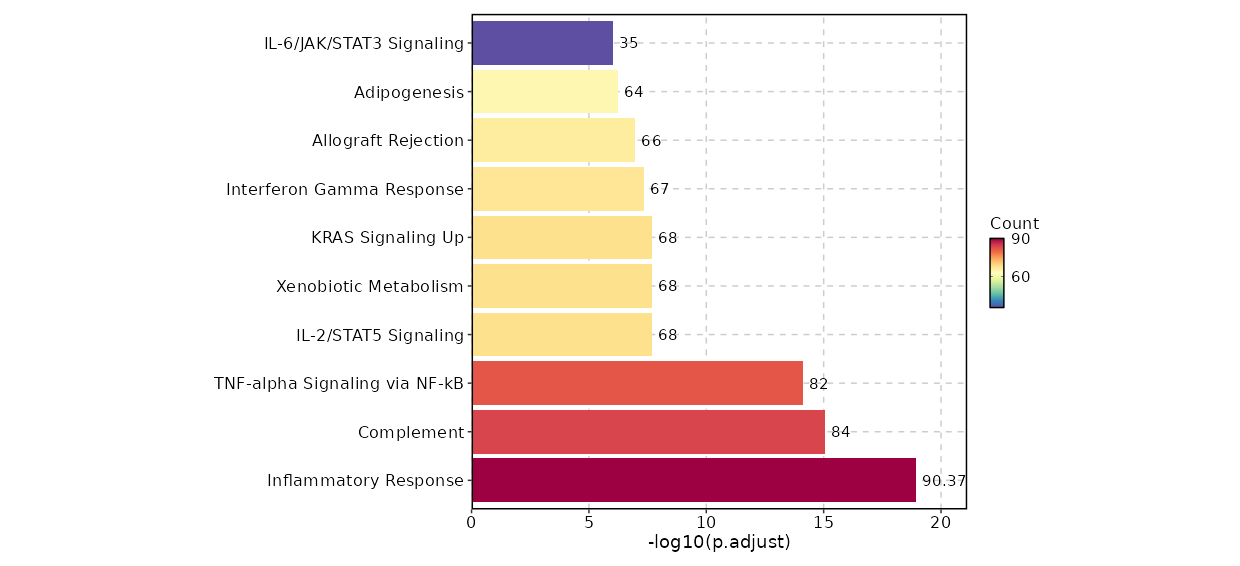 IL-6/JAK/STAT3 Signaling 35
Adipogenesis 64
Allograft Rejection 66
Interferon Gamma Response 67
KRAS Signaling Up 68
Xenobiotic Metabolism 68
IL-2/STAT5 Signaling 68
TNF-alpha Signaling via NF-kB 82
Complement 84
Inflammatory Response 90.37
0 5 10 15 20
-log10(p.adjust)
Count
90
60